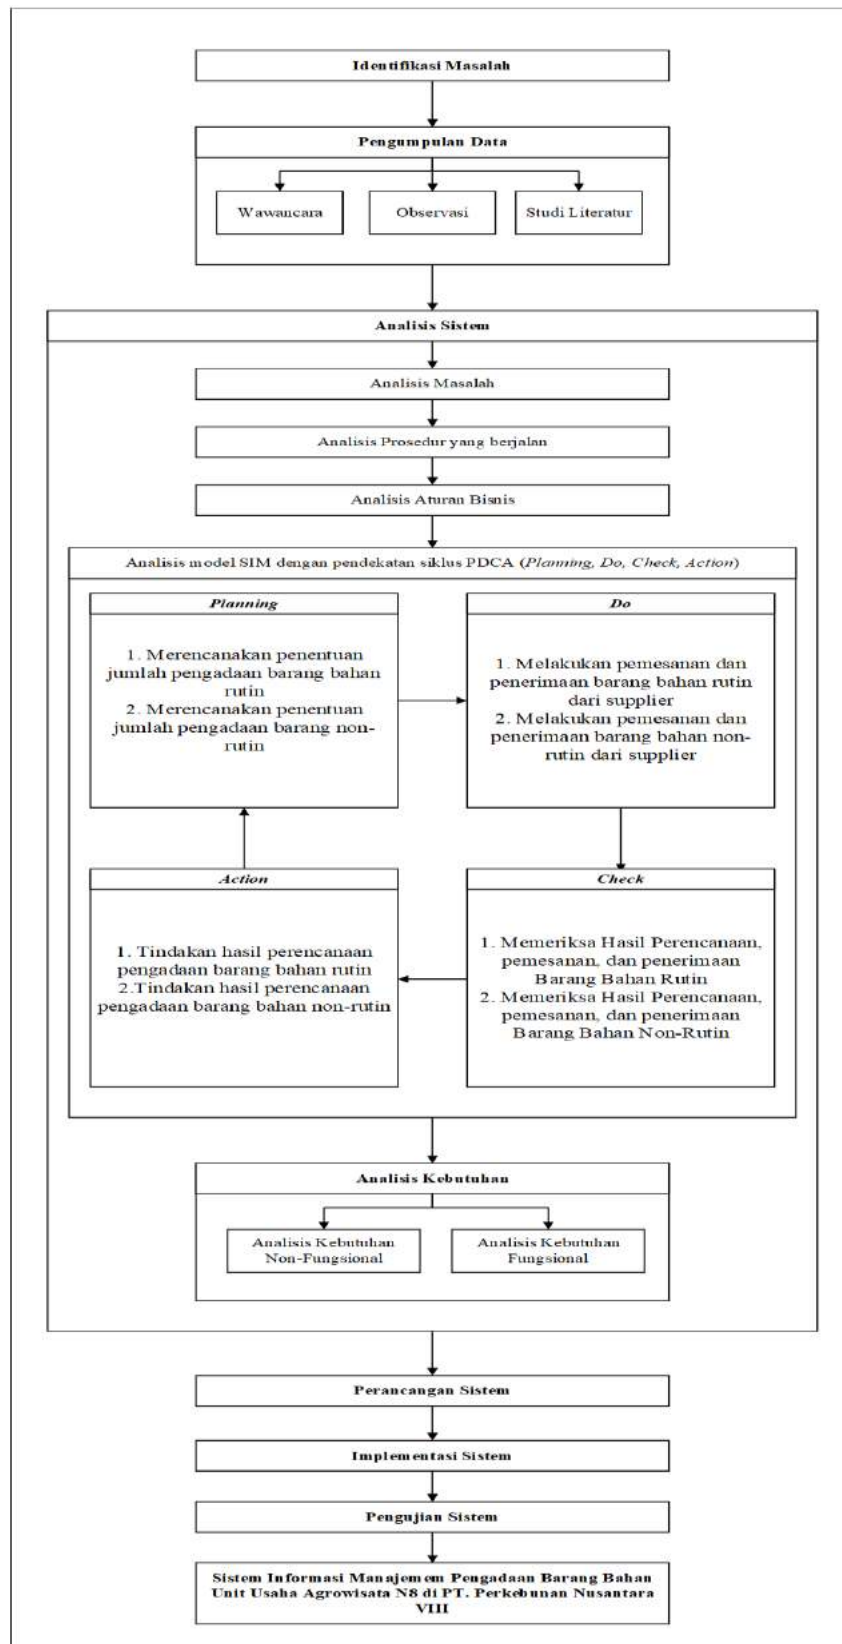 Identifikasi Masalah
Pengumpulan Data
Wawancara
Observasi
Studi Literatur
Analisis Sistem
Analisis Masalah
Analisis Prosedur yang berjalan
Analisis Aturan Bisnis
Analisis model SIM dengan pendekatan siklus PDCA (Planning, Do, Check, Action)
Planning
1. Merencanakan penentuan
jumlah pengadaan barang bahan
rutin
2. Merencanakan penentuan
jumlah pengadaan barang non-
rutin
Do
1. Melakukan pemesanan dan
penerimaan barang bahan rutin
dari supplier
2. Melakukan pemesanan dan
penerimaan barang bahan non-
rutin dari supplier
Action
1. Tindakan hasil perencanaan
pengadaan barang bahan rutin
2.Tindakan hasil perencanaan
pengadaan barang bahan non-rutin
Check
1. Memeriksa Hasil Perencanaan,
pemesanan, dan penerimaan
Barang Bahan Rutin
2. Memeriksa Hasil Perencanaan,
pemesanan, dan penerimaan
Barang Bahan Non-Rutin
Analisis Kebutuhan
Analisis Kebutuhan
Non-Fungsional
Analisis Kebutuhan
Fungsional
Perancangan Sistem
Implementasi Sistem
Pengujian Sistem
Sistem Informasi Manajemem Pengadaan Barang Bahan
Unit Usaha Agrowisata N8 di PT. Perkebunan Nusantara
VIII